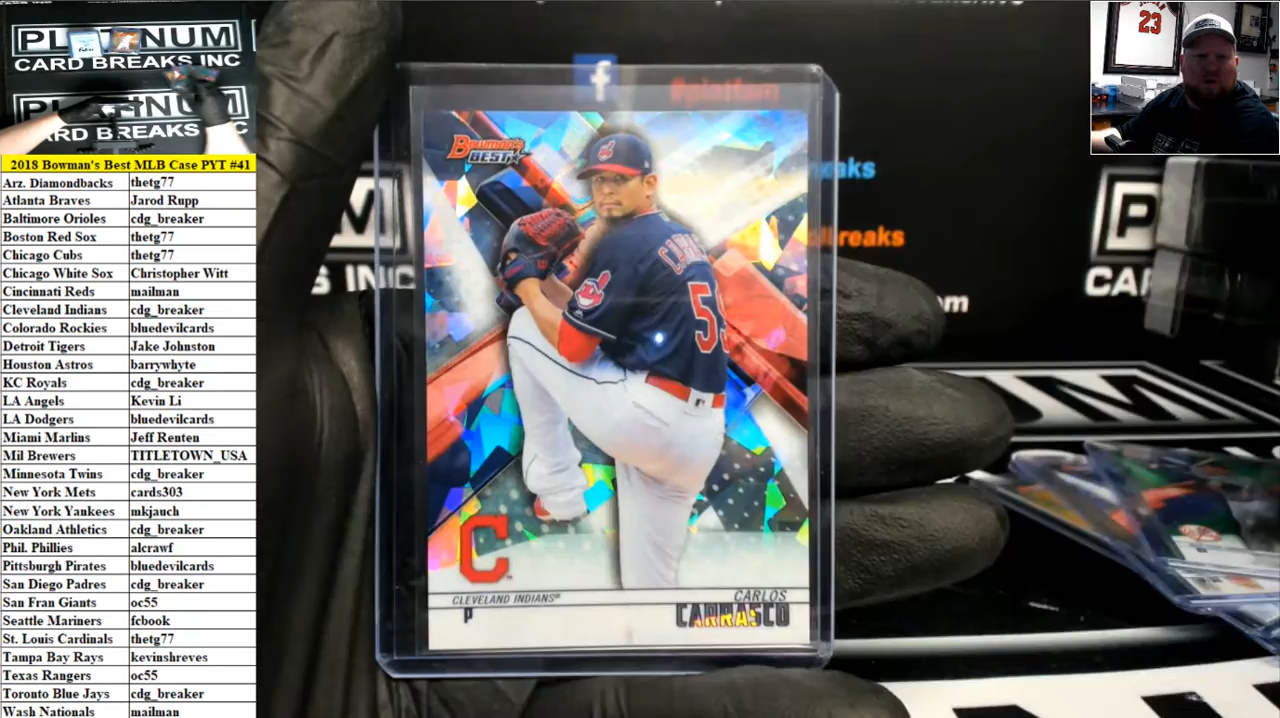 PLATINUM
CARD BREAKS INC
PLATINUM
CARD BREAKS INC
2018 Bowman's Best MLB Case PYT #41
Arz. Diamondbacks thetg77
Atlanta Braves Jarod Rupp
Baltimore Orioles cdg_breaker
Boston Red Sox thetg77
Chicago Cubs thetg77
Chicago White Sox Christopher Witt
Cincinnati Reds mailman
Cleveland Indians cdg_breaker
Colorado Rockies bluedevilcards
Detroit Tigers Jake Johnston
Houston Astros barrywhyte
KC Royals cdg_breaker
LA Angels Kevin Li
LA Dodgers bluedevilcards
Miami Marlins Jeff Renten
Mil Brewers TITLETOWN_USA
Minnesota Twins cdg_breaker
New York Mets cards303
New York Yankees mkjauch
Oakland Athletics cdg_breaker
Phil. Phillies alcrawf
Pittsburgh Pirates bluedevilcards
San Diego Padres cdg_breaker
San Fran Giants oc55
Seattle Mariners fcbook
St. Louis Cardinals thetg77
Tampa Bay Rays kevinshreves
Texas Rangers oc55
Toronto Blue Jays cdg_breaker
Wash Nationals mailman
f #platfam
Bowman's
BEST
59
C
CLEVELAND INDIANS®
P
CARLOS
CARRASCO
INC
P
CA
M
23